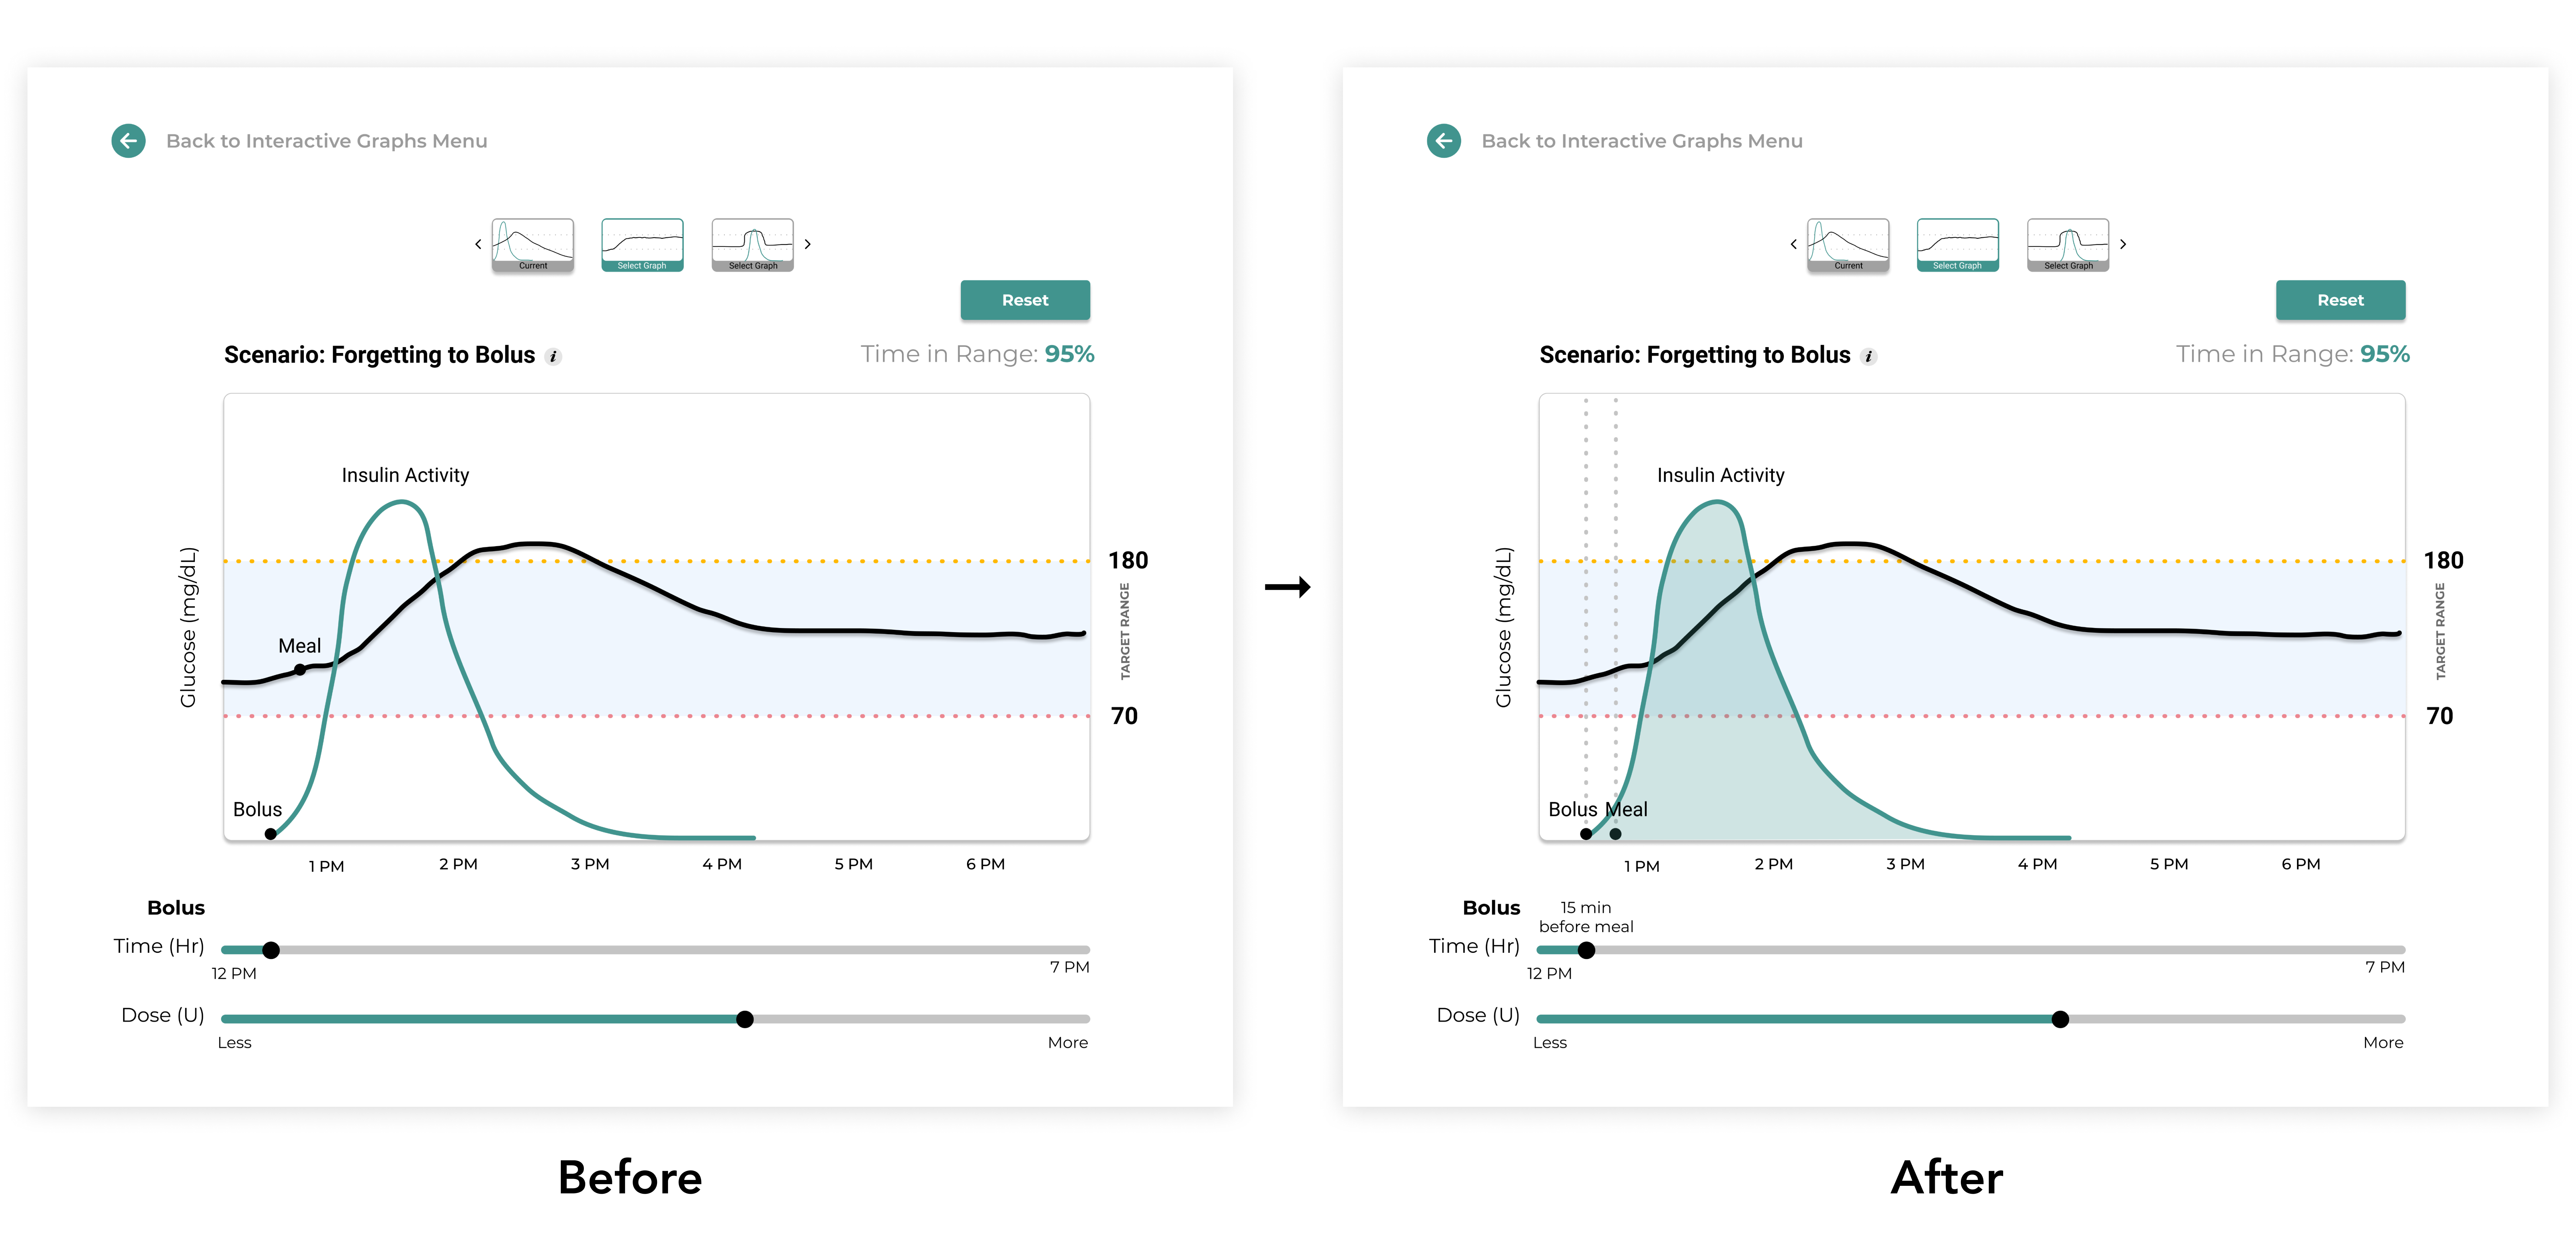 Back to Interactive Graphs Menu
Current
Select Graph
Select Graph
Reset
Scenario: Forgetting to Bolus i
Time in Range: 95%
Insulin Activity
Glucose (mg/dL)
180
TARGET RANGE
70
Meal
Bolus
1 PM 2 PM 3 PM 4 PM 5 PM 6 PM
Bolus
Time (Hr)
12 PM 7 PM
Dose (U)
Less More
Before
Back to Interactive Graphs Menu
Current
Select Graph
Select Graph
Reset
Scenario: Forgetting to Bolus i
Time in Range: 95%
Insulin Activity
Glucose (mg/dL)
180
TARGET RANGE
70
Bolus Meal
1 PM 2 PM 3 PM 4 PM 5 PM 6 PM
Bolus
15 min
before meal
Time (Hr)
12 PM 7 PM
Dose (U)
Less More
After